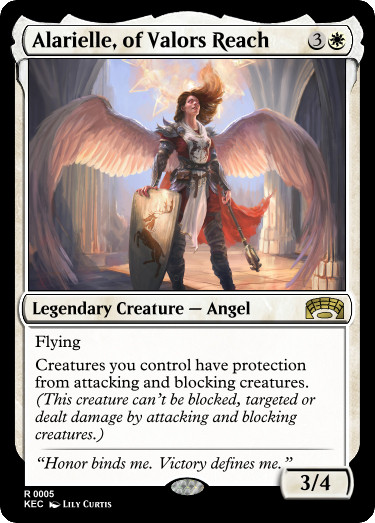 Alarielle, of Valors Reach 3
Legendary Creature — Angel
Flying
Creatures you control have protection
from attacking and blocking creatures.
(This creature can't be blocked, targeted or
dealt damage by attacking and blocking
creatures.)
“Honor binds me. Victory defines me.”
3/4
R 0005
KEC Lily Curtis